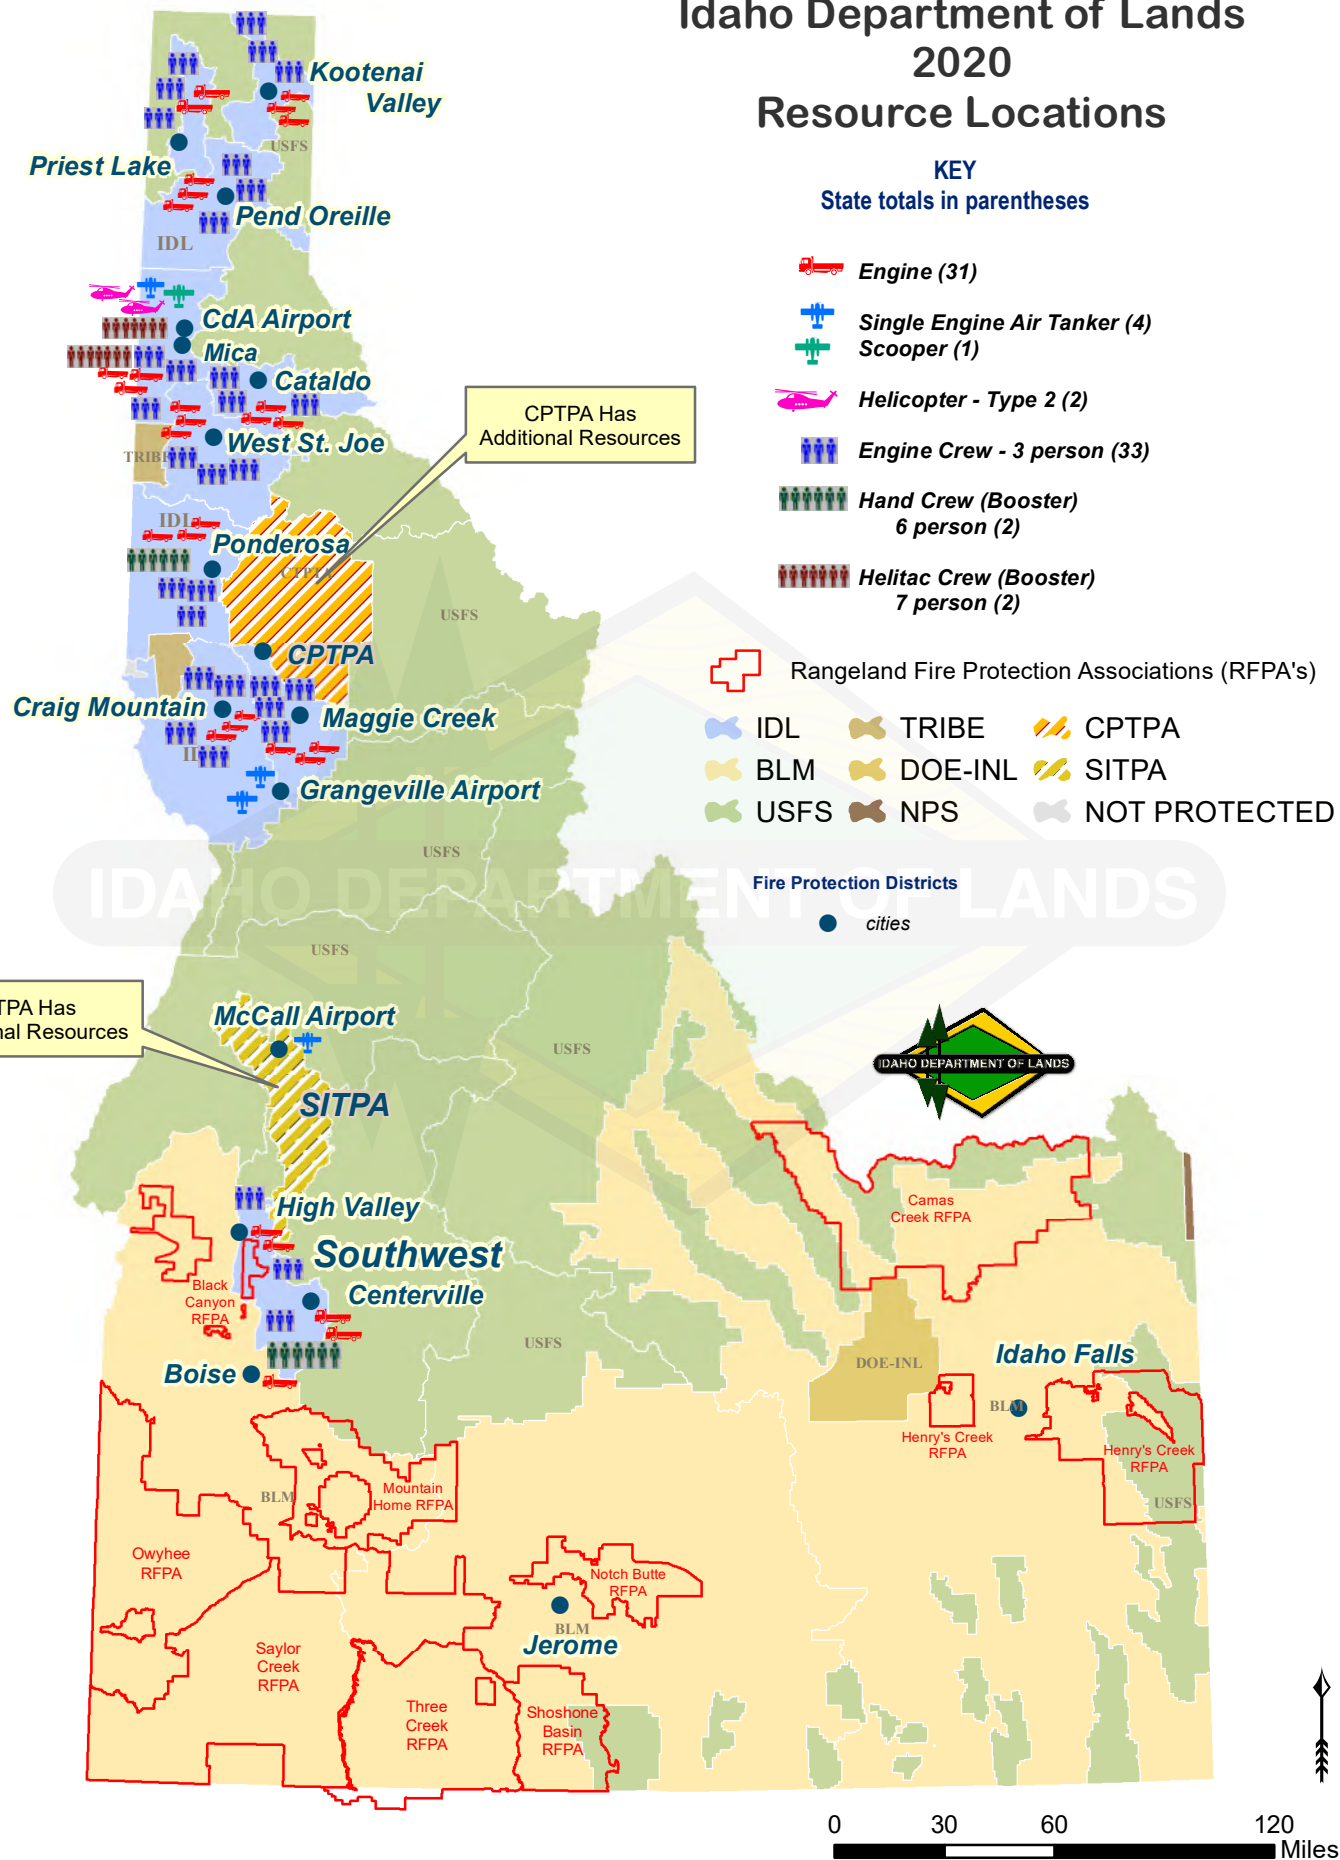 Idaho Department of Lands
2020
Resource Locations
KEY
State totals in parentheses
Engine (31)
Single Engine Air Tanker (4)
Scooper (1)
Helicopter - Type 2 (2)
Engine Crew - 3 person (33)
Hand Crew (Booster)
6 person (2)
Helitac Crew (Booster)
7 person (2)
Rangeland Fire Protection Associations (RFPA's)
IDL
TRIBE
CPTPA
BLM
DOE-INL
SITPA
USFS
NPS
NOT PROTECTED
Fire Protection Districts
cities
IDAHO DEPARTMENT OF LANDS
IDAHO DEPARTMENT OF LANDS
Kootenai
Valley
USFS
Priest Lake
Pend Oreille
IDL
CdA Airport
Mica
Cataldo
CPTPA Has
Additional Resources
West St. Joe
TRIBE
IDL
Ponderosa
CTPTA
USFS
CPTPA
Craig Mountain
Maggie Creek
Grangeville Airport
USFS
USFS
TPA Has
nal Resources
McCall Airport
USFS
SITPA
High Valley
Southwest
Centerville
Black
Canyon
RFPA
Camas
Creek RFPA
USFS
DOE-INL
Boise
Idaho Falls
BLM
Henry's Creek
RFPA
Henry's Creek
RFPA
USFS
Mountain
Home RFPA
BLM
Owyhee
RFPA
Notch Butte
RFPA
BLM
Jerome
Saylor
Creek
RFPA
Three
Creek
RFPA
Shoshone
Basin
RFPA
0 30 60 120
Miles